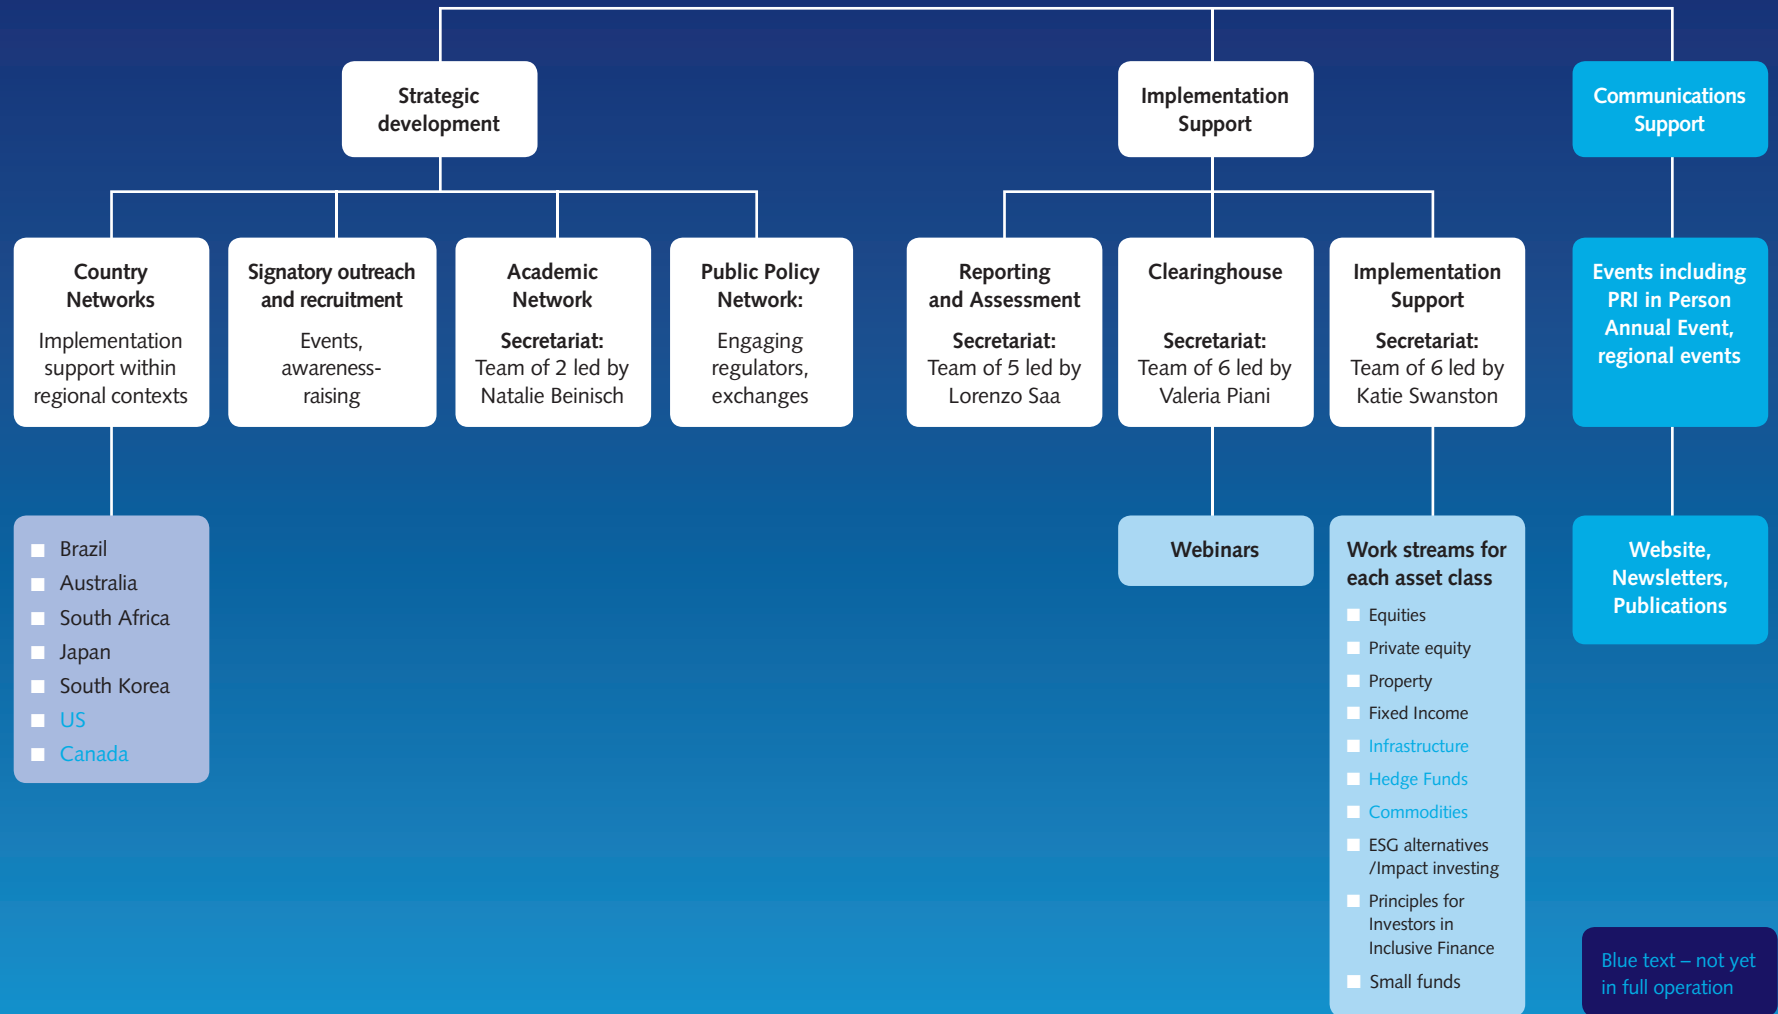 Strategic
development
Implementation
Support
Communications
Support
Country
Networks
Implementation
support within
regional contexts
Signatory outreach
and recruitment
Events,
awareness-
raising
Academic
Network
Secretariat:
Team of 2 led by
Natalie Beinisch
Public Policy
Network:
Engaging
regulators,
exchanges
Reporting
and Assessment
Secretariat:
Team of 5 led by
Lorenzo Saa
Clearinghouse
Secretariat:
Team of 6 led by
Valeria Piani
Implementation
Support
Secretariat:
Team of 6 led by
Katie Swanston
Events including
PRI in Person
Annual Event,
regional events
Brazil
Australia
South Africa
Japan
South Korea
US
Canada
Webinars
Work streams for
each asset class
Equities
Private equity
Property
Fixed Income
Infrastructure
Hedge Funds
Commodities
ESG alternatives
/Impact investing
Principles for
Investors in
Inclusive Finance
Small funds
Website,
Newsletters,
Publications
Blue text – not yet
in full operation